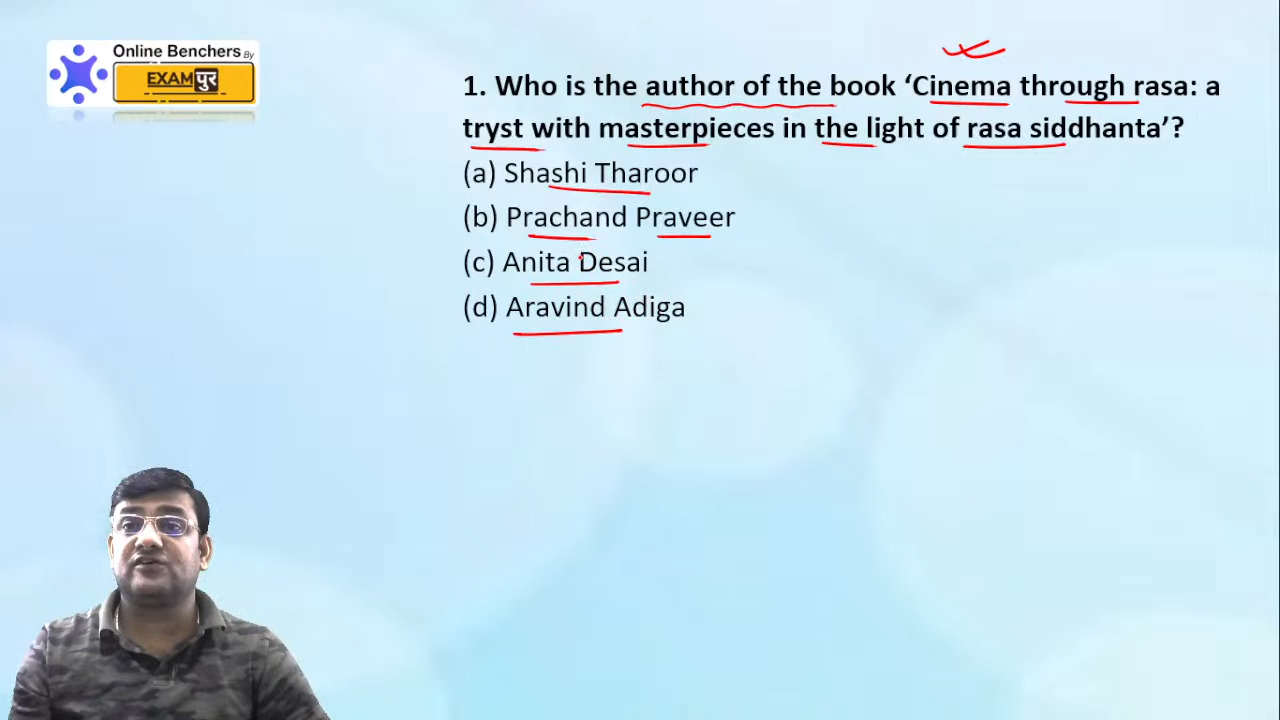 Online Benchers By
EXAMपुर
1. Who is the author of the book ‘Cinema through rasa: a
tryst with masterpieces in the light of rasa siddhanta’?
(a) Shashi Tharoor
(b) Prachand Praveer
(c) Anita Desai
(d) Aravind Adiga